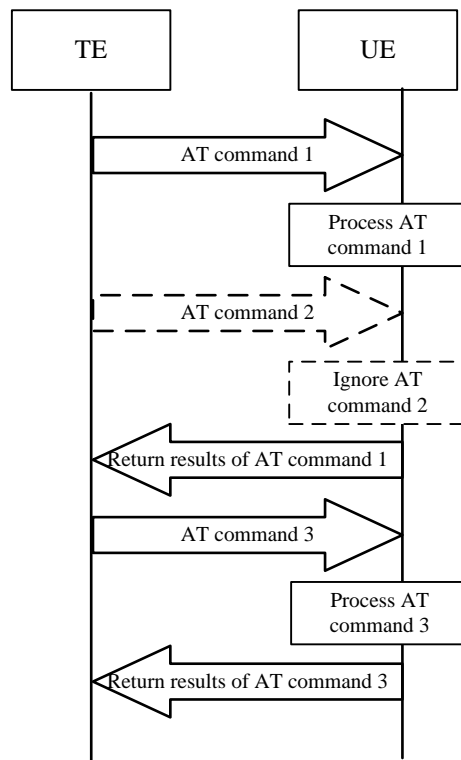 TE
UE
AT command 1
Process AT
command 1
AT command 2
Ignore AT
command 2
Return results of AT command 1
AT command 3
Process AT
command 3
Return results of AT command 3